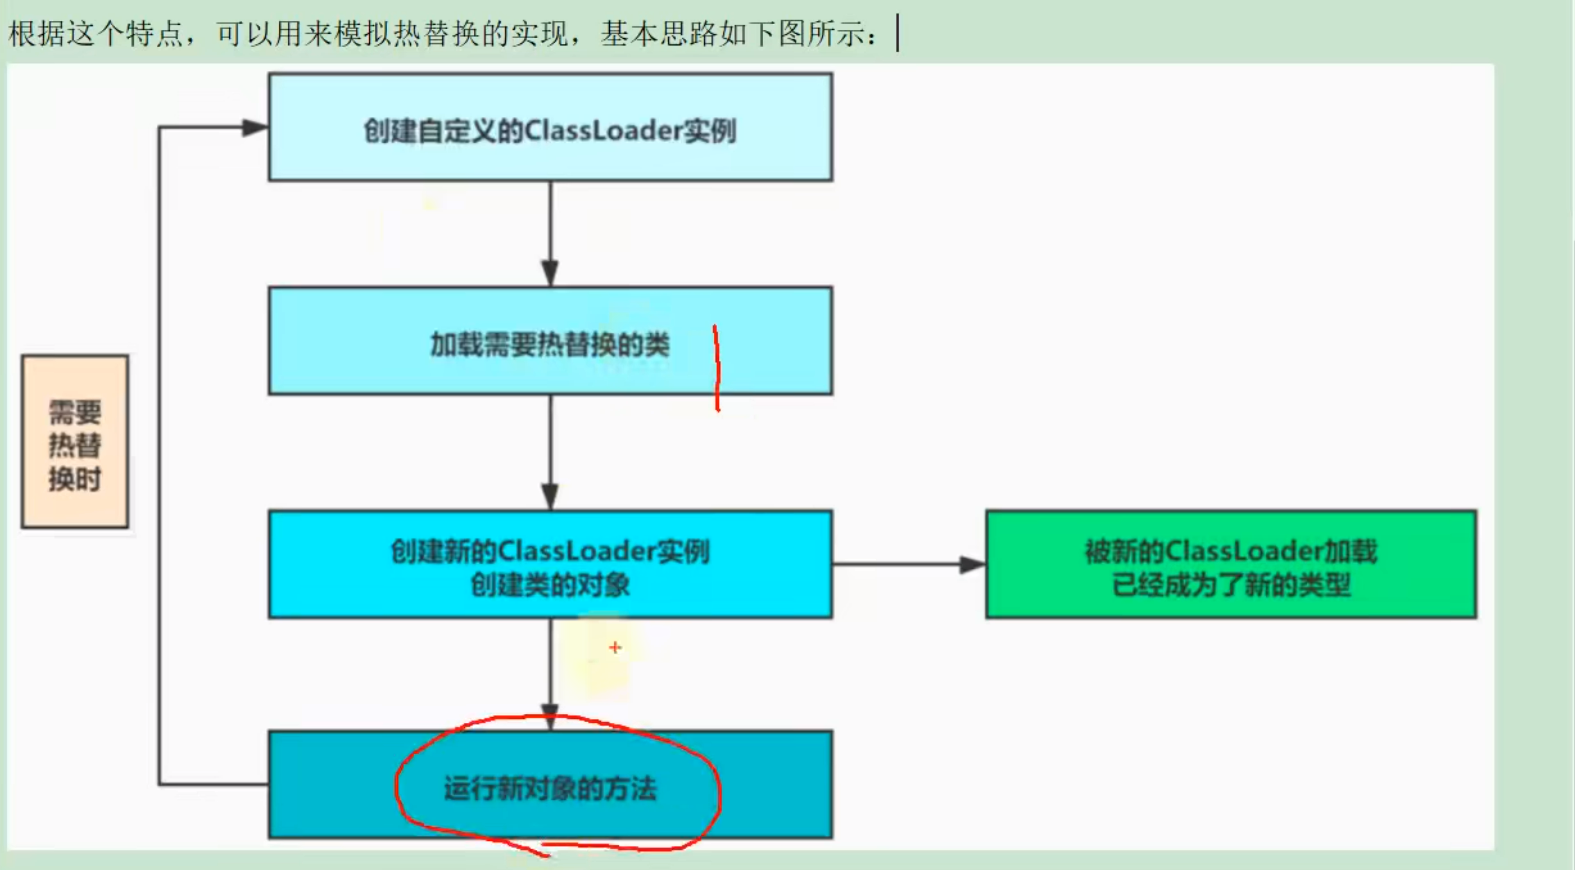 根据这个特点，可以用来模拟热替换的实现，基本思路如下图所示：
创建自定义的ClassLoader实例
加载需要热替换的类
需要
热替
换时
创建新的ClassLoader实例
创建类的对象
被新的ClassLoader加载
已经成为了新的类型
运行新对象的方法